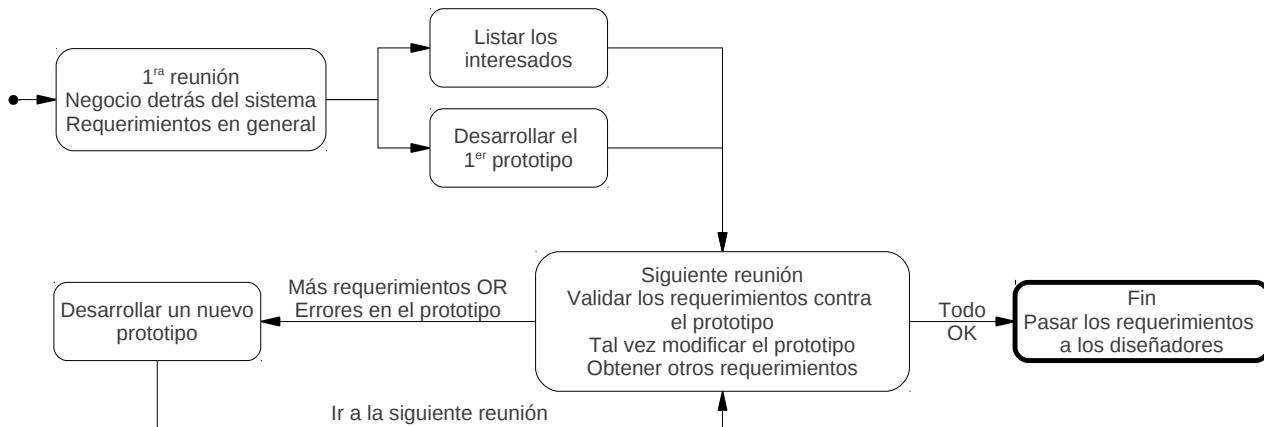 Listar los
interesados
1ra reunión
Negocio detrás del sistema
Requerimientos en general
Desarrollar el
1er prototipo
Siguiente reunión
Validar los requerimientos contra
el prototipo
Tal vez modificar el prototipo
Obtener otros requerimientos
Más requerimientos OR
Errores en el prototipo
Desarrollar un nuevo
prototipo
Todo
OK
Fin
Pasar los requerimientos
a los diseñadores
Ir a la siguiente reunión